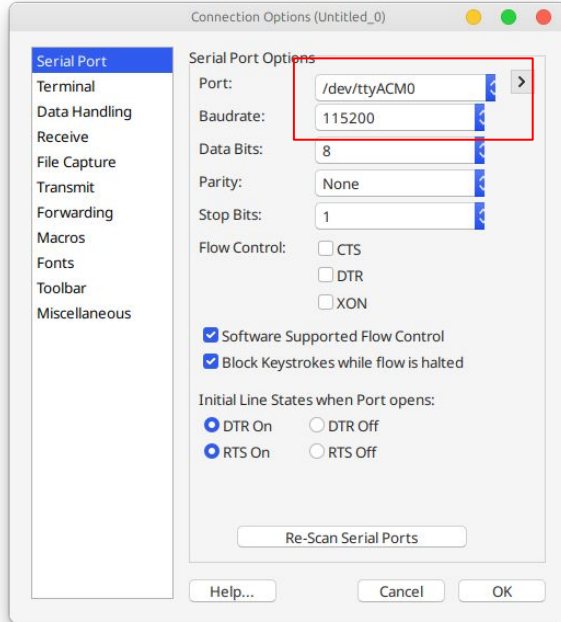 Connection Options (Untitled_0)
Serial Port
Terminal
Data Handling
Receive
File Capture
Transmit
Forwarding
Macros
Fonts
Toolbar
Miscellaneous
Serial Port Options
Port: /dev/ttyACM0 >
Baudrate: 115200
Data Bits: 8
Parity: None
Stop Bits: 1
Flow Control: CTS
DTR
XON
Software Supported Flow Control
Block Keystrokes while flow is halted
Initial Line States when Port opens:
DTR On DTR Off
RTS On RTS Off
Re-Scan Serial Ports
Help... Cancel OK